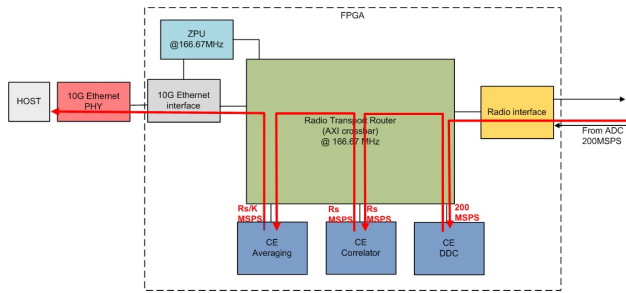 FPGA
ZPU
@166.67MHz
HOST
10G Ethernet
PHY
10G Ethernet
interface
Radio Transport Router
(AXI crossbar)
@ 166.67 MHz
Radio interface
From ADC
200MSPS
Rs/K
MSPS
Rs
MSPS
Rs
MSPS
200
MSPS
CE
Averaging
CE
Correlator
CE
DDC